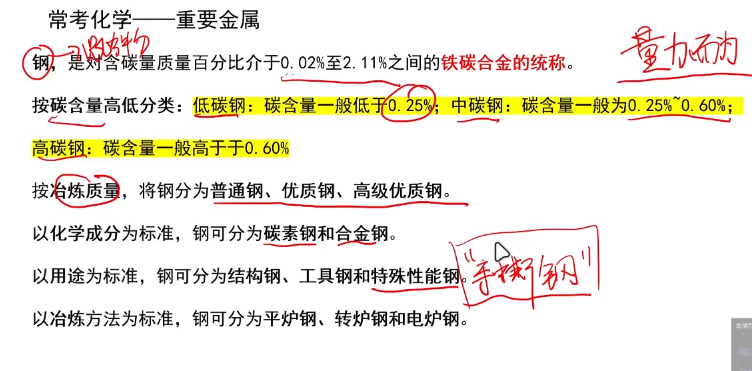 常考化学——重要金属
钢，是对含碳量质量百分比介于0.02%至2.11%之间的铁碳合金的统称。
量力而为
按碳含量高低分类：低碳钢：碳含量一般低于0.25%；中碳钢：碳含量一般为0.25%~0.60%；
高碳钢：碳含量一般高于于0.60%
按冶炼质量，将钢分为普通钢、优质钢、高级优质钢。
以化学成分为标准，钢可分为碳素钢和合金钢。
以用途为标准，钢可分为结构钢、工具钢和特殊性能钢。
"手撕钢"
以冶炼方法为标准，钢可分为平炉钢、转炉钢和电炉钢。